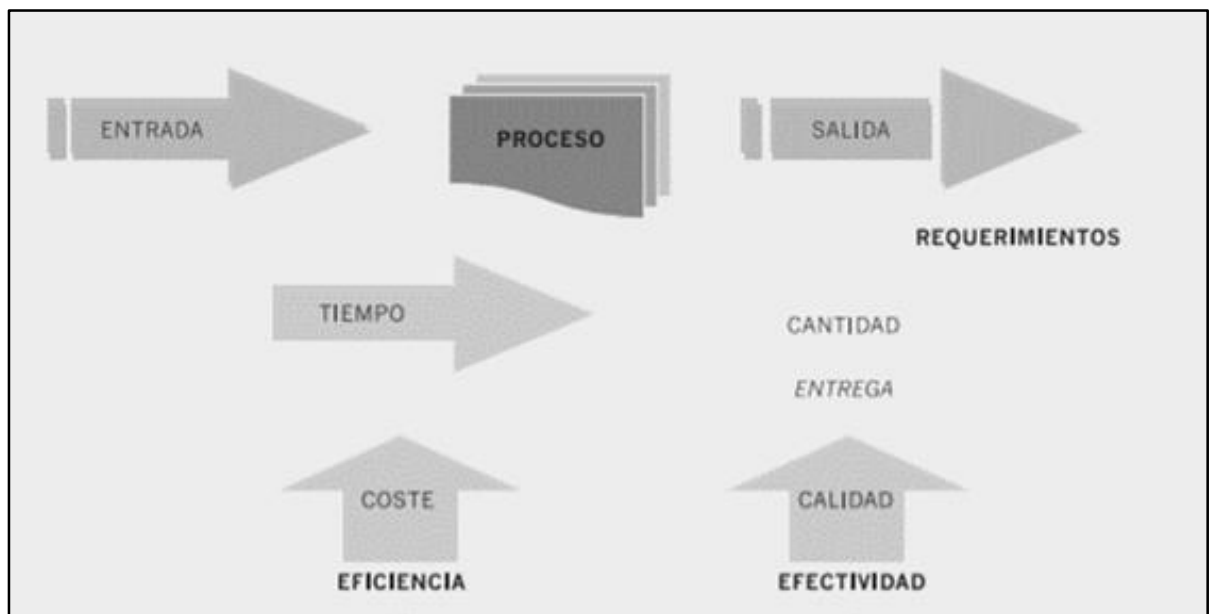 ENTRADA
PROCESO
SALIDA
REQUERIMIENTOS
TIEMPO
CANTIDAD
ENTREGA
COSTE
CALIDAD
EFICIENCIA
EFECTIVIDAD